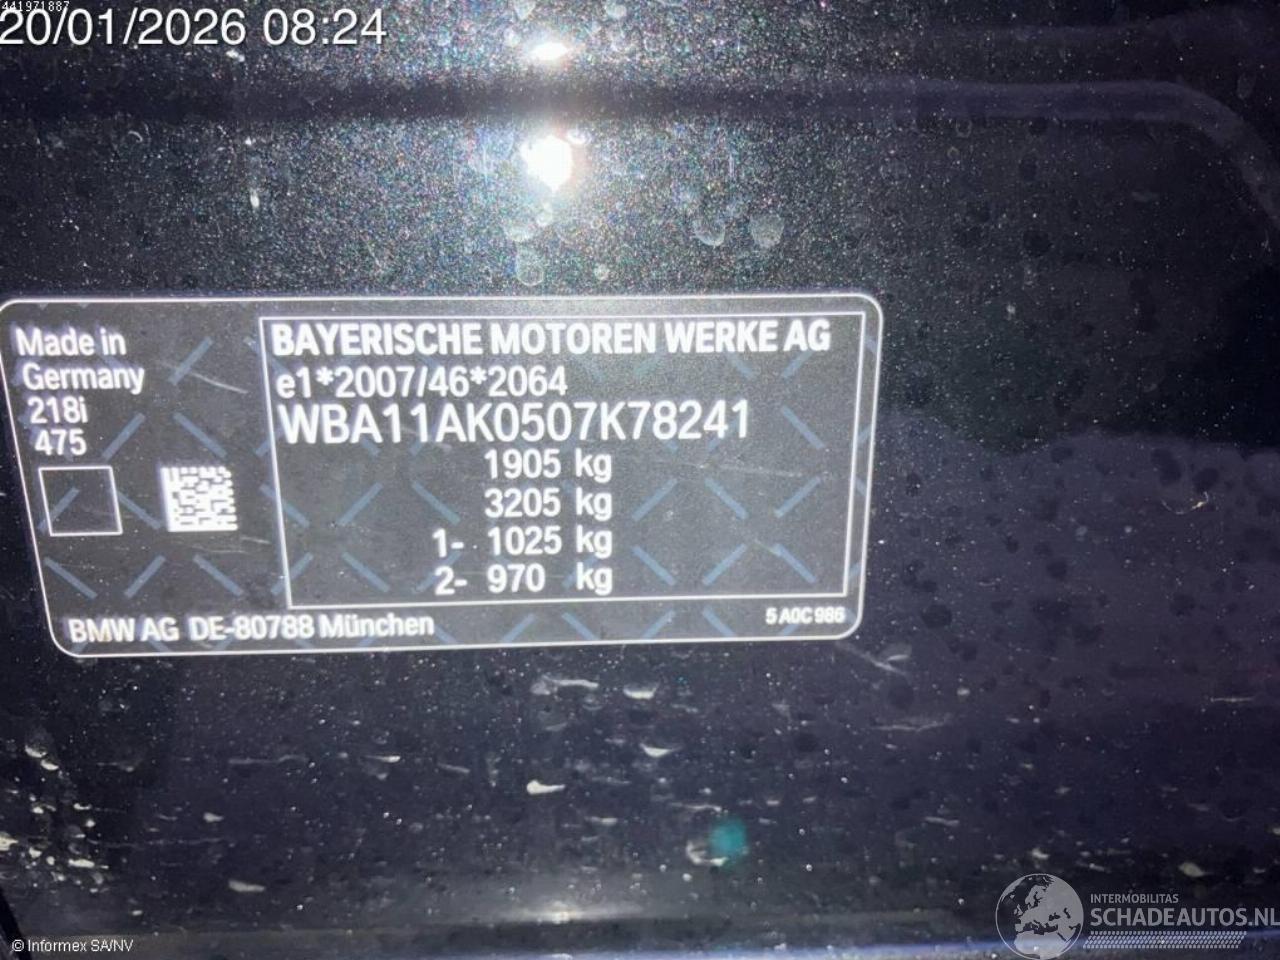 441971887
20/01/2026 08:24
Made in
Germany
218i
475
BAYERISCHE MOTOREN WERKE AG
e1*2007/46*2064
WBA11AK0507K78241
1905 kg
3205 kg
1- 1025 kg
2- 970 kg
BMW AG DE-80788 München
5 A0C 986
© Informex SA/NV
INTERMOBILITAS
SCHADEAUTOS.NL